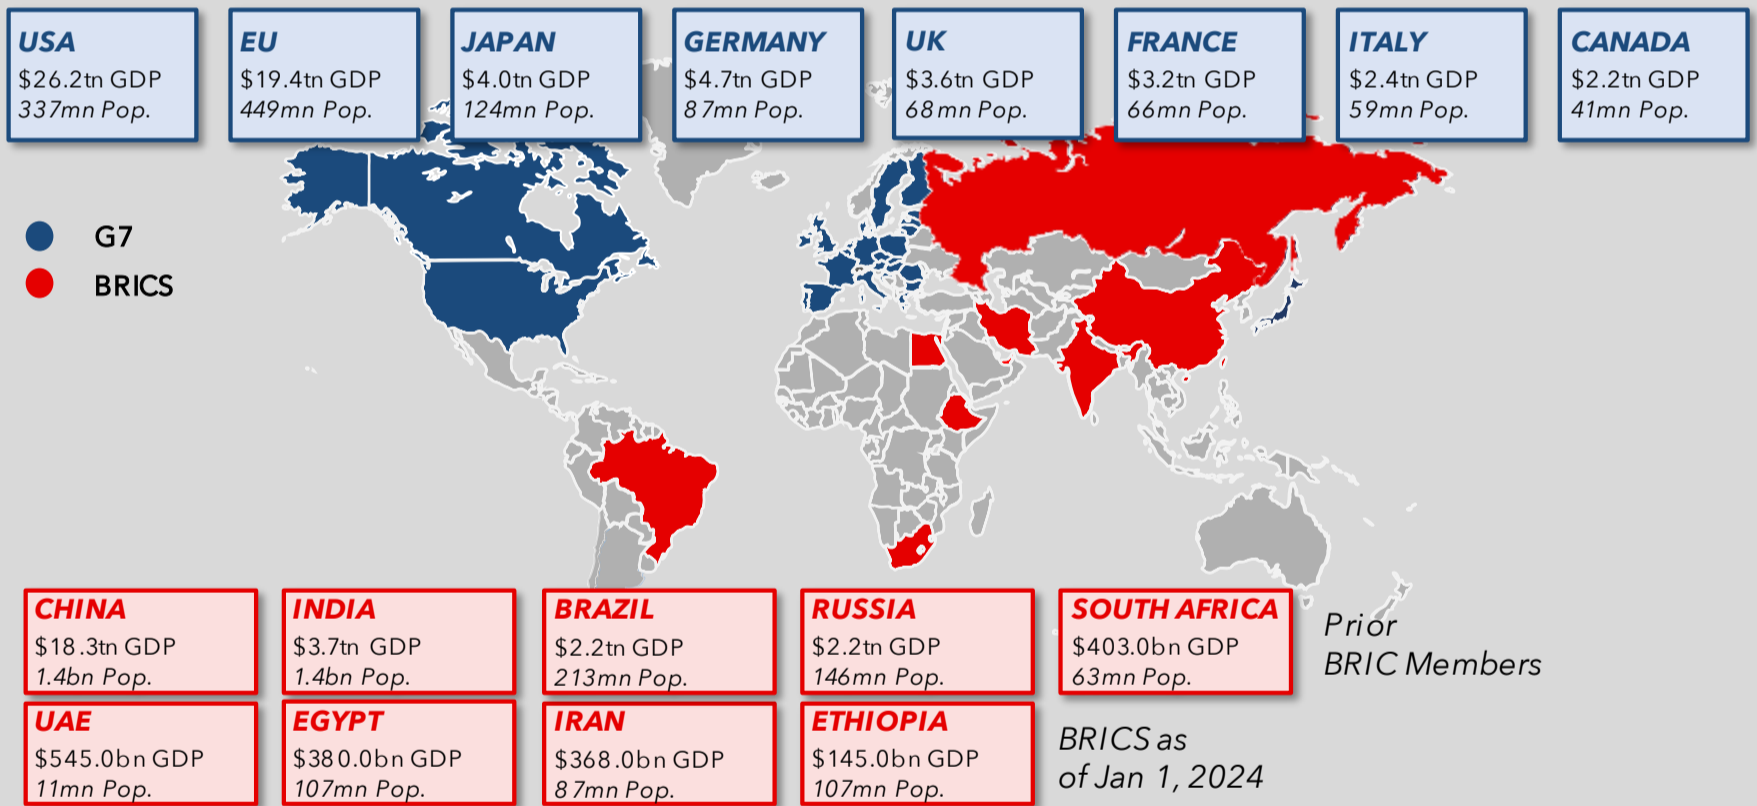 USA
$26.2tn GDP
337mn Pop.
EU
$19.4tn GDP
449mn Pop.
JAPAN
$4.0tn GDP
124mn Pop.
GERMANY
$4.7tn GDP
87mn Pop.
UK
$3.6tn GDP
68mn Pop.
FRANCE
$3.2tn GDP
66mn Pop.
ITALY
$2.4tn GDP
59mn Pop.
CANADA
$2.2tn GDP
41mn Pop.
G7
BRICS
CHINA
$18.3tn GDP
1.4bn Pop.
INDIA
$3.7tn GDP
1.4bn Pop.
BRAZIL
$2.2tn GDP
213mn Pop.
RUSSIA
$2.2tn GDP
146mn Pop.
SOUTH AFRICA
$403.0bn GDP
63mn Pop.
Prior
BRIC Members
UAE
$545.0bn GDP
11mn Pop.
EGYPT
$380.0bn GDP
107mn Pop.
IRAN
$368.0bn GDP
87mn Pop.
ETHIOPIA
$145.0bn GDP
107mn Pop.
BRICS as
of Jan 1, 2024